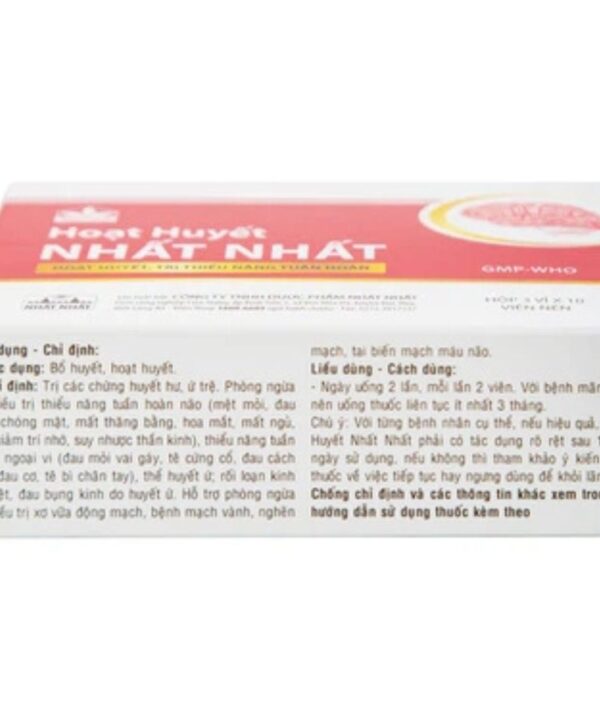 Hoạt Huyết
NHẤT NHẤT
HOẠT HUYẾT, TRỊ THIỂU NĂNG TUẦN HOÀN
GMP-WHO
NHẤT NHẤT
CÔNG TY TNHH DƯỢC PHẨM NHẤT NHẤT
HỘP 3 VỈ X 10
VIÊN NÉN
dụng - Chỉ định:
dụng: Bổ huyết, hoạt huyết.
định: Trị các chứng huyết hư, ứ trệ. Phòng ngừa
trị thiểu năng tuần hoàn não (mệt mỏi, đau
chóng mặt, mất thăng bằng, hoa mắt, mất ngủ,
giảm trí nhớ, suy nhược thần kinh), thiểu năng tuần
ngoại vi (đau mỏi vai gáy, tê cứng cổ, đau cách
đau cơ, tê bì chân tay), thể huyết ứ; rối loạn kinh
đau bụng kinh do huyết ứ. Hỗ trợ phòng ngừa
trị xơ vữa động mạch, bệnh mạch vành, nghẽn
mạch, tai biến mạch máu não.
Liều dùng - Cách dùng:
- Ngày uống 2 lần, mỗi lần 2 viên. Với bệnh mãn
nên uống thuốc liên tục ít nhất 3 tháng.
Chú ý: Với từng bệnh nhân cụ thể, nếu hiệu quả,
Huyết Nhất Nhất phải có tác dụng rõ rệt sau 1
ngày sử dụng, nếu không thì tham khảo ý kiến
thuốc về việc tiếp tục hay ngưng dùng để khỏi lãn
Chống chỉ định và các thông tin khác xem tron
hướng dẫn sử dụng thuốc kèm theo